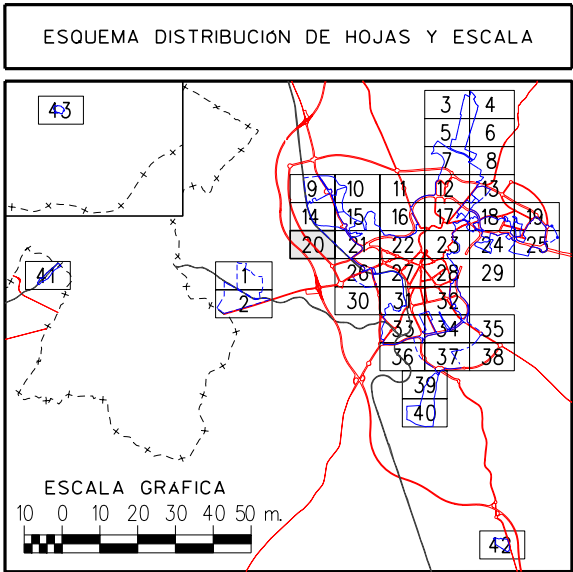 ESQUEMA DISTRIBUCIóN DE HOJAS Y ESCALA
43
3 4
5 6
7 8
9 10 11 12 13
14 15 16 17 18 19
20 21 22 23 24 25
41 1 26 27 28 29
2 30 31 32
33 34 35
36 37 38
39
40
ESCALA GRÁFICA
10 0 10 20 30 40 50 m.
42